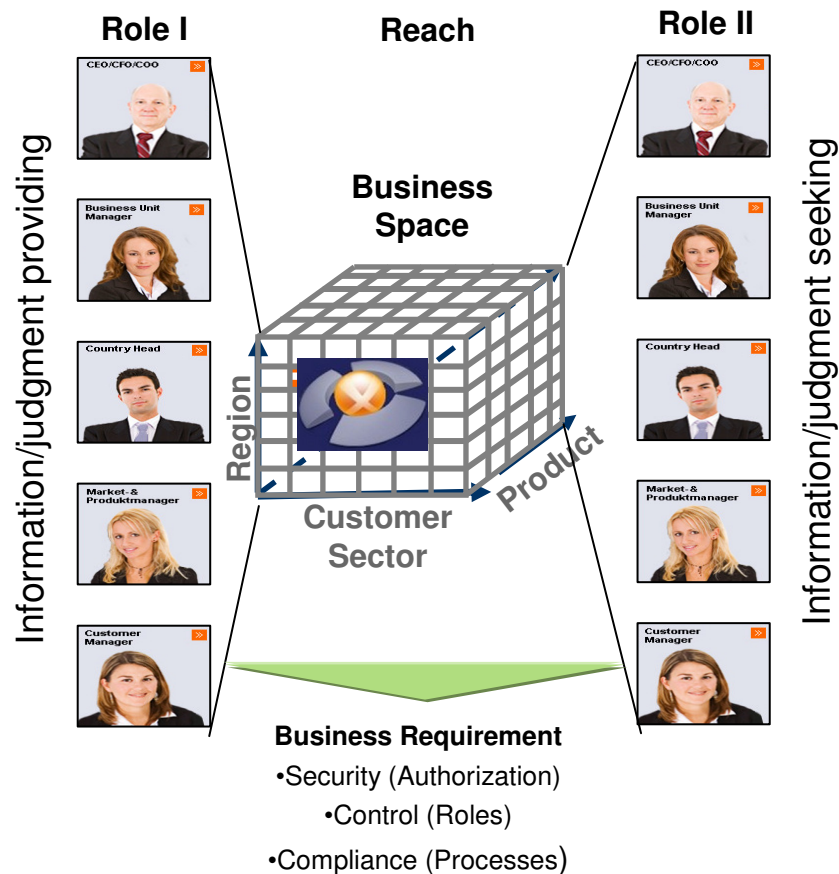 Role I
Reach
Role II
Information/judgment providing
CEO/CFO/COO
Business Unit
Manager
Country Head
Market- &
Produktmanager
Customer
Manager
Business
Space
Region
X
Customer
Sector
Product
CEO/CFO/COO
Business Unit
Manager
Country Head
Market- &
Produktmanager
Customer
Manager
Information/judgment seeking
Business Requirement
•Security (Authorization)
•Control (Roles)
•Compliance (Processes)